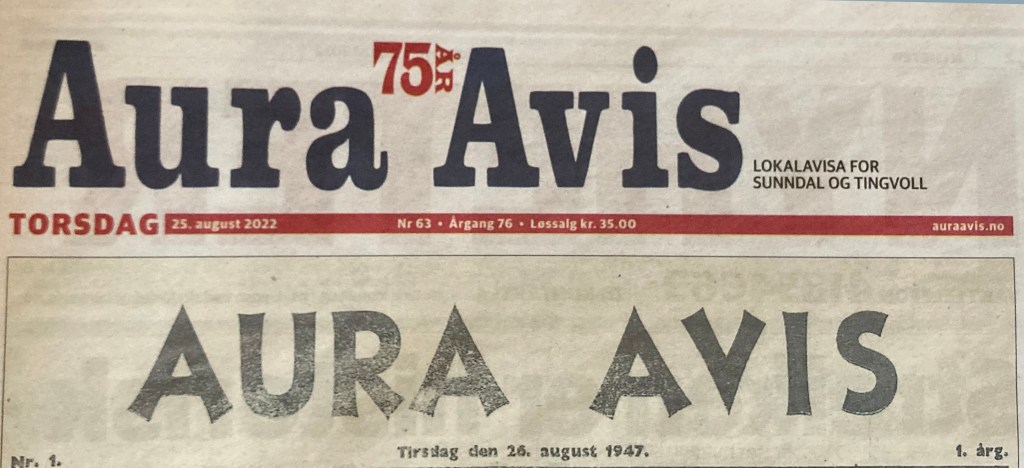 75 ÅR
Aura Avis
LOKALAVISA FOR
SUNNDAL OG TINGVOLL
TORSDAG 25. august 2022 Nr 63 • Årgang 76 • Løssalg kr. 35.00 auraavis.no
AURA AVIS
Nr. 1. Tirsdag den 26. august 1947. 1. årg.